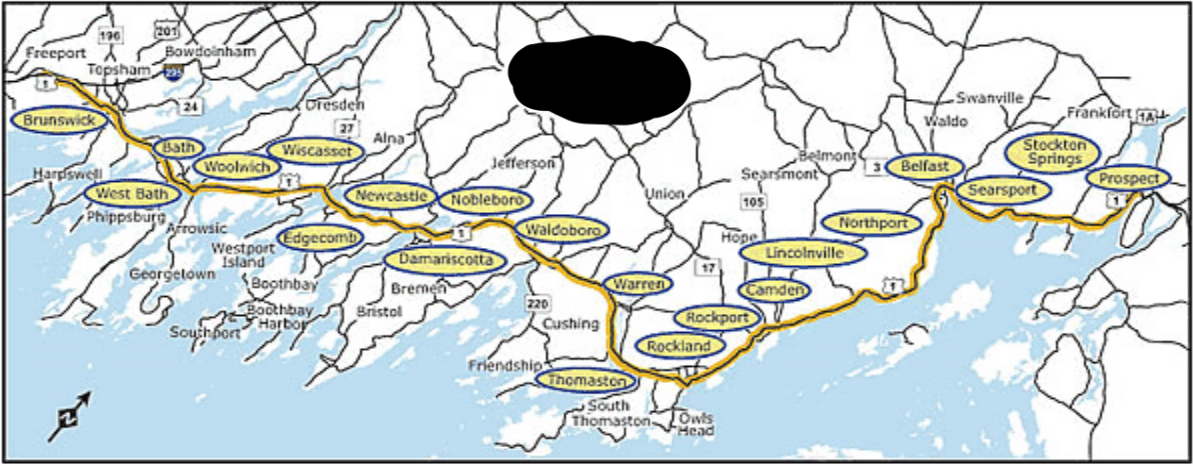 Freeport
196
201
Bowdoinham
Topsham
295
1
24
Dresden
27
Brunswick
Bath
Woolwich
Wiscasset
Alna
Jefferson
Hardswell
West Bath
1
Newcastle
Nobleboro
Phippsburg
Arrowsic
Edgecomb
1
Waldoboro
Westport
Island
Damariscotta
Georgetown
Boothbay
Bremen
Boothbay
Harbor
Bristol
Southport
220
Cushing
Friendship
Thomaston
South
Thomaston
Owls
Head
Warren
Rockport
Rockland
Camden
Lincolnville
17
Hope
Union
105
Searsmont
Belmont
Northport
1
3
Belfast
Waldo
Swanville
Frankfort
1A
Stockton
Springs
Searsport
Prospect
1
N